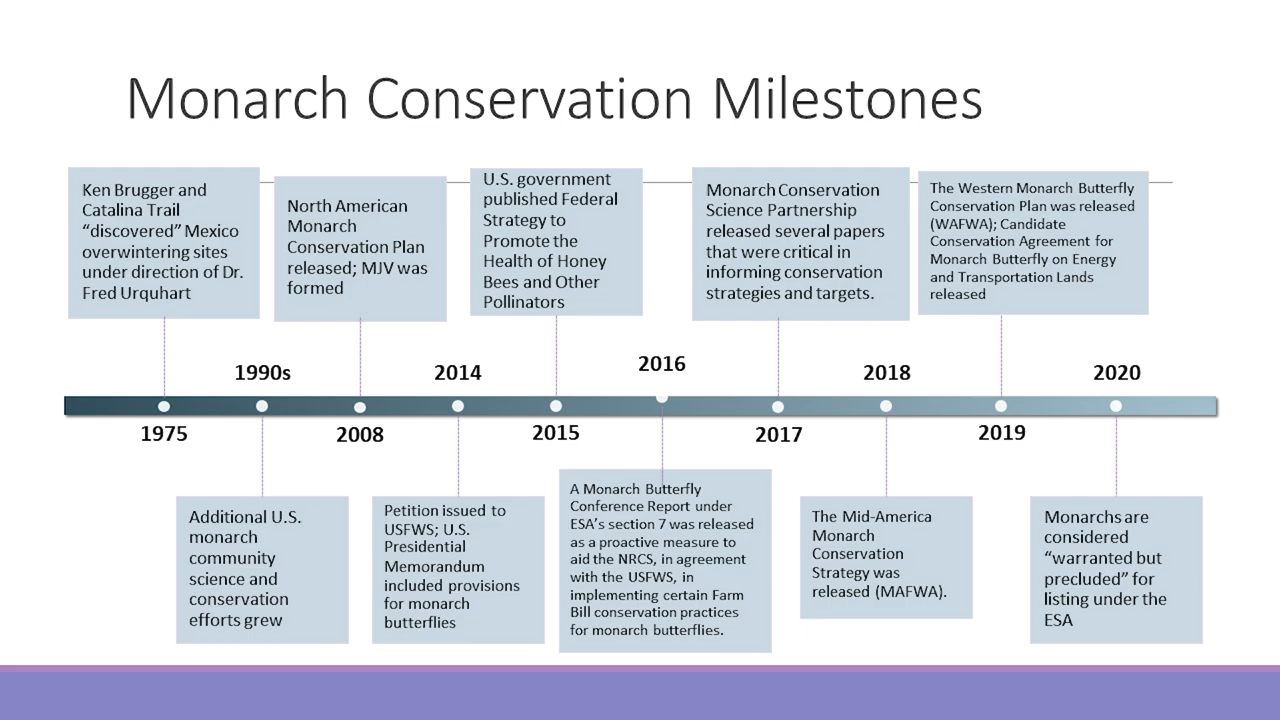 Monarch Conservation Milestones
Ken Brugger and
Catalina Trail
“discovered” Mexico
overwintering sites
under direction of Dr.
Fred Urquhart
North American
Monarch
Conservation Plan
released; MJV was
formed
U.S. government
published Federal
Strategy to
Promote the
Health of Honey
Bees and Other
Pollinators
Monarch Conservation
Science Partnership
released several papers
that were critical in
informing conservation
strategies and targets.
The Western Monarch Butterfly
Conservation Plan was released
(WAFWA); Candidate
Conservation Agreement for
Monarch Butterfly on Energy
and Transportation Lands
released
1990s
2014
2016
2018
2020
1975
2008
2015
2017
2019
Additional U.S.
monarch
community
science and
conservation
efforts grew
Petition issued to
USFWS; U.S.
Presidential
Memorandum
included provisions
for monarch
butterflies
A Monarch Butterfly
Conference Report under
ESA’s section 7 was released
as a proactive measure to
aid the NRCS, in agreement
with the USFWS, in
implementing certain Farm
Bill conservation practices
for monarch butterflies.
The Mid-America
Monarch
Conservation
Strategy was
released (MAFWA).
Monarchs are
considered
“warranted but
precluded” for
listing under the
ESA